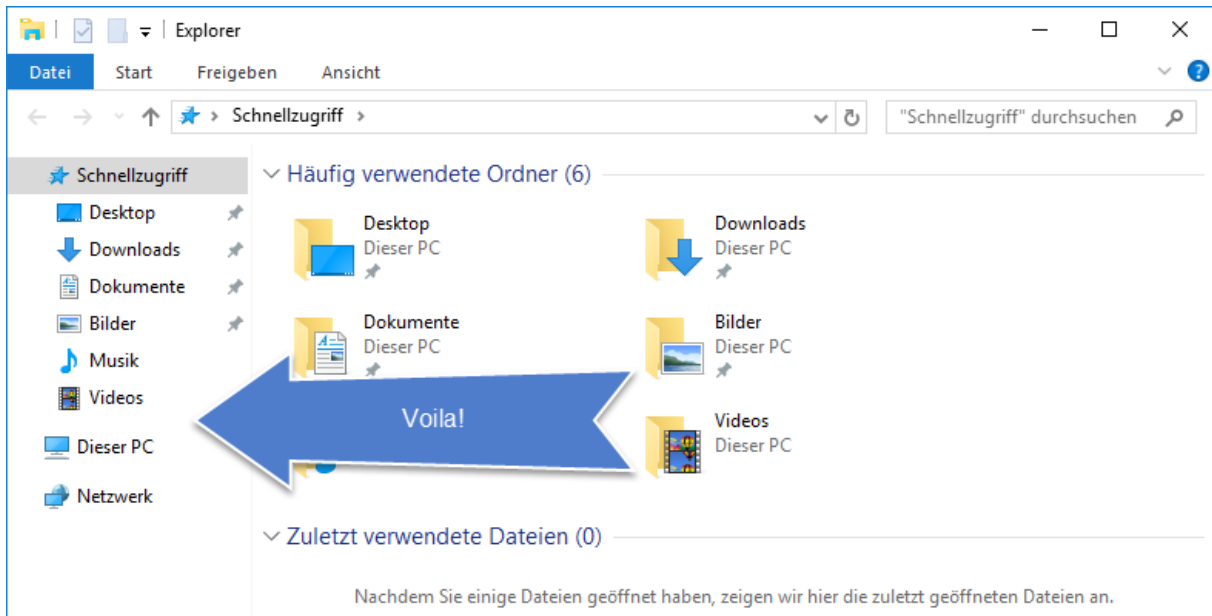 Explorer
Datei Start Freigeben Ansicht
Schnellzugriff
"Schnellzugriff" durchsuchen
Schnellzugriff
Desktop
Downloads
Dokumente
Bilder
Musik
Videos
Dieser PC
Netzwerk
Häufig verwendete Ordner (6)
Desktop
Dieser PC
Downloads
Dieser PC
Dokumente
Dieser PC
Bilder
Dieser PC
Voila!
Videos
Dieser PC
Zuletzt verwendete Dateien (0)
Nachdem Sie einige Dateien geöffnet haben, zeigen wir hier die zuletzt geöffneten Dateien an.